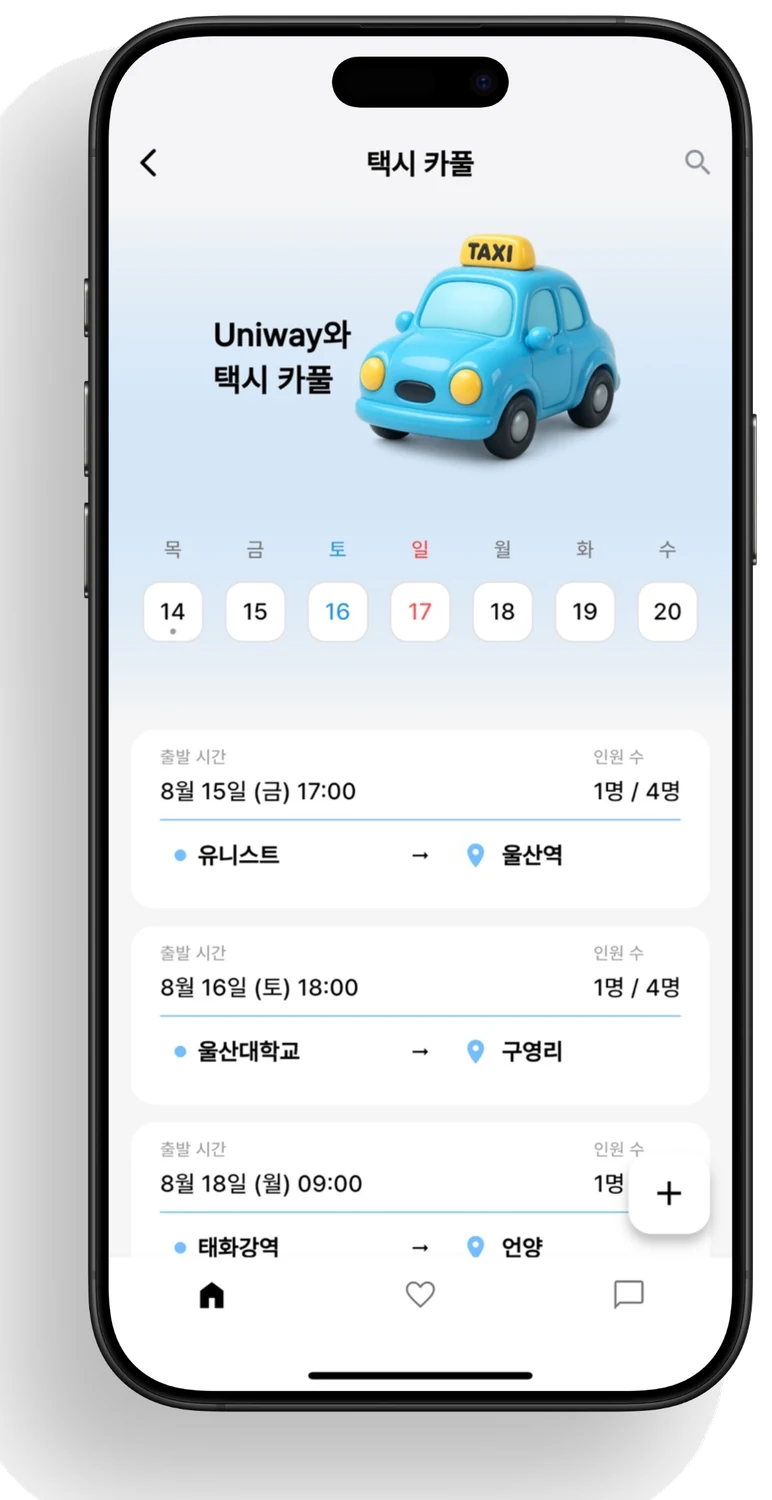 택시 카풀
TAXI
Uniway와
택시 카풀
목 금 토 일 월 화 수
14 15 16 17 18 19 20
출발 시간 인원 수
8월 15일 (금) 17:00 1명 / 4명
유니스트 → 울산역
출발 시간 인원 수
8월 16일 (토) 18:00 1명 / 4명
울산대학교 → 구영리
출발 시간 인원 수
8월 18일 (월) 09:00 1명
태화강역 → 언양